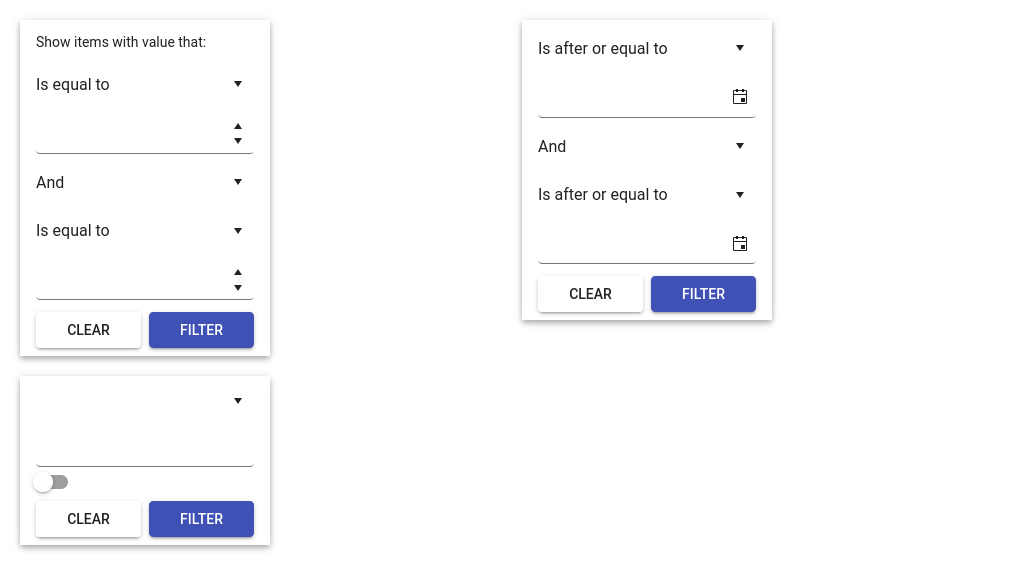 Show items with value that:
Is equal to
And
Is equal to
CLEAR FILTER
Is after or equal to
And
Is after or equal to
CLEAR FILTER
CLEAR FILTER